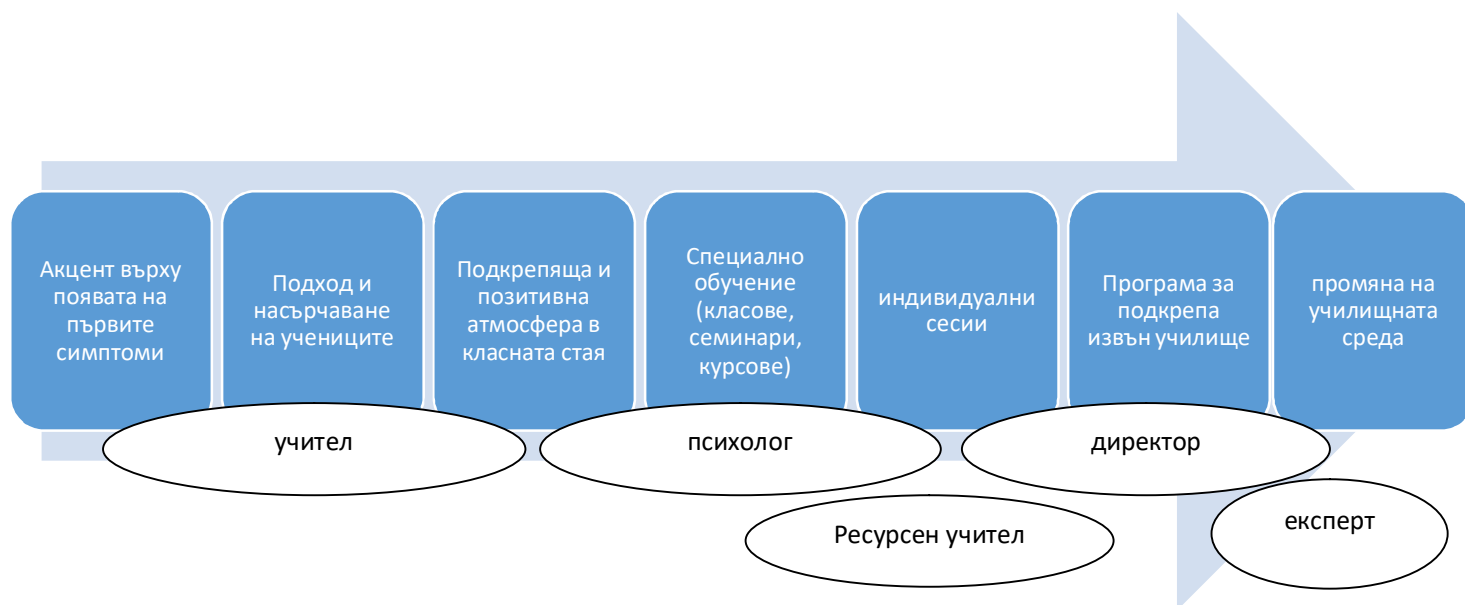 Акцент върху
появата на
първите
симптоми
Подход и
насърчаване
на учениците
Подкрепяща и
позитивна
атмосфера в
класната стая
Специално
обучение
(класове,
семинари,
курсове)
индивидуални
сесии
Програма за
подкрепа
извън училище
промяна на
училищната
среда
учител
психолог
директор
Ресурсен учител
експерт